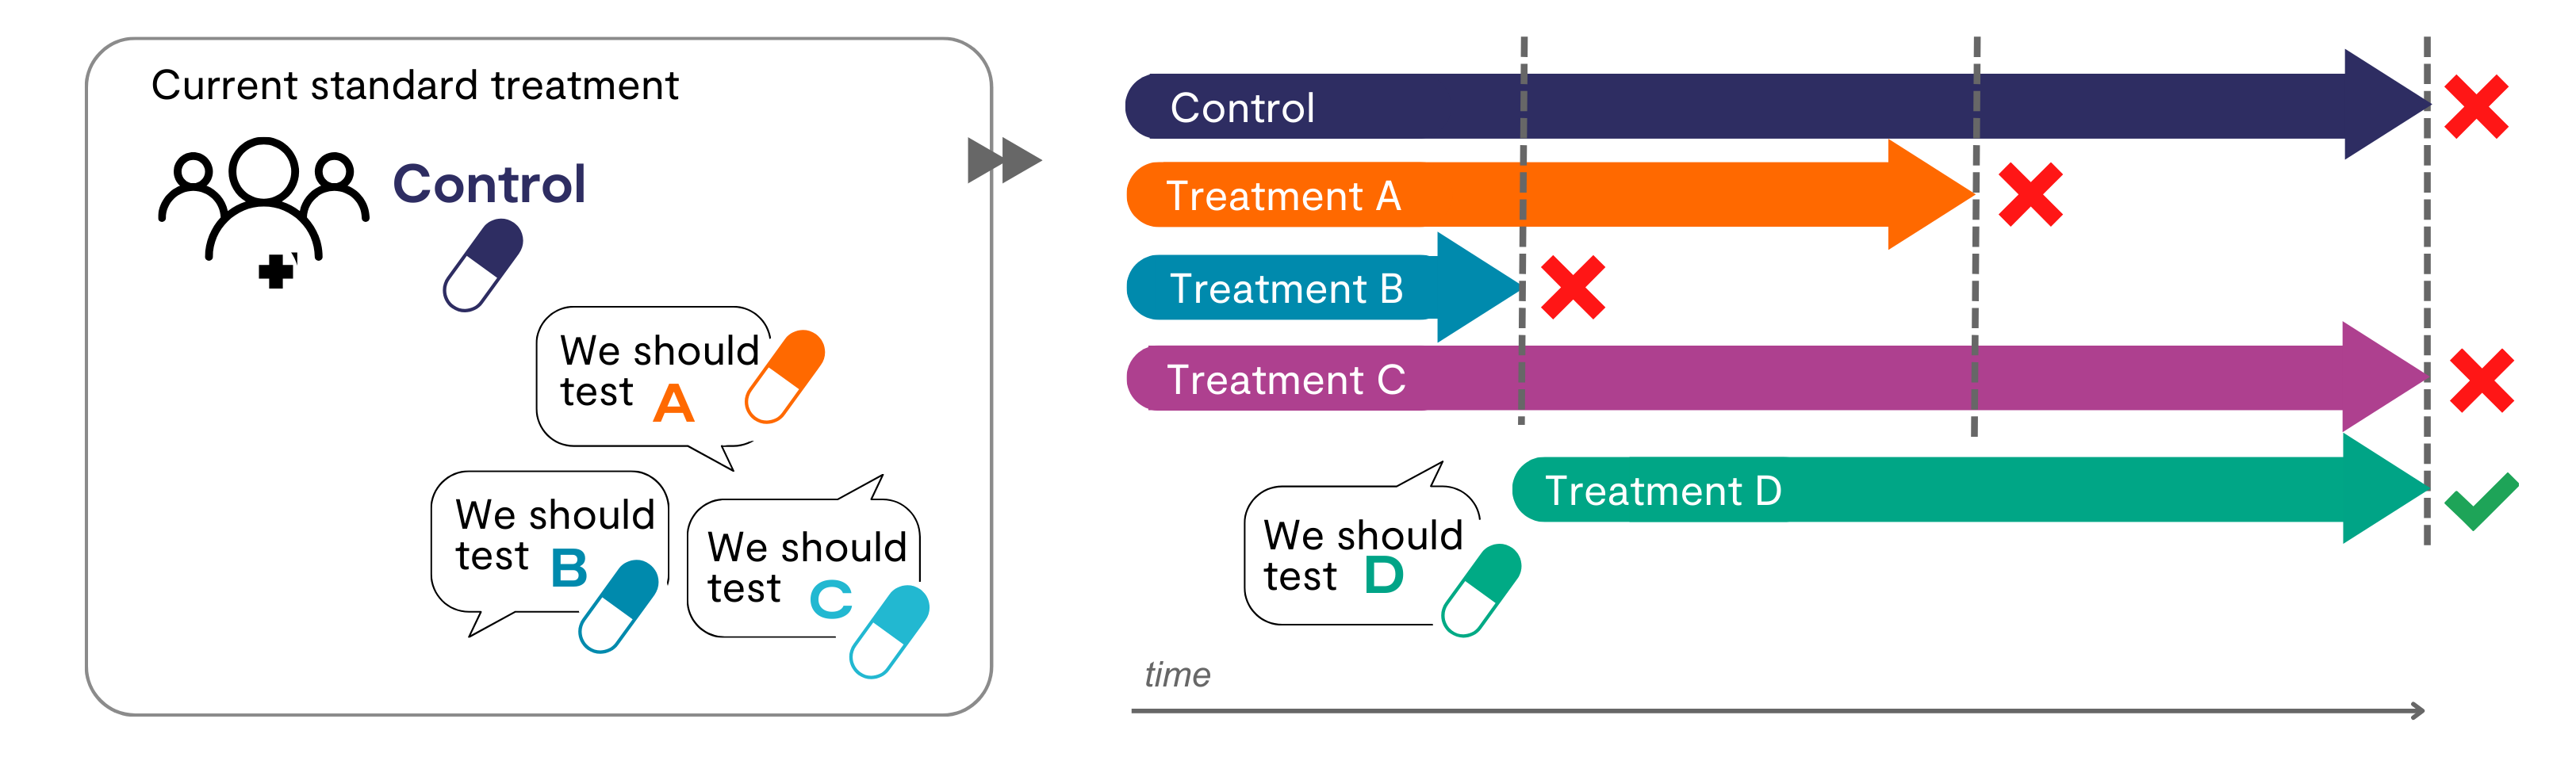 Current standard treatment
Control
We should
test A
We should
test B
We should
test C
Control
Treatment A
Treatment B
Treatment C
Treatment D
We should
test D
time